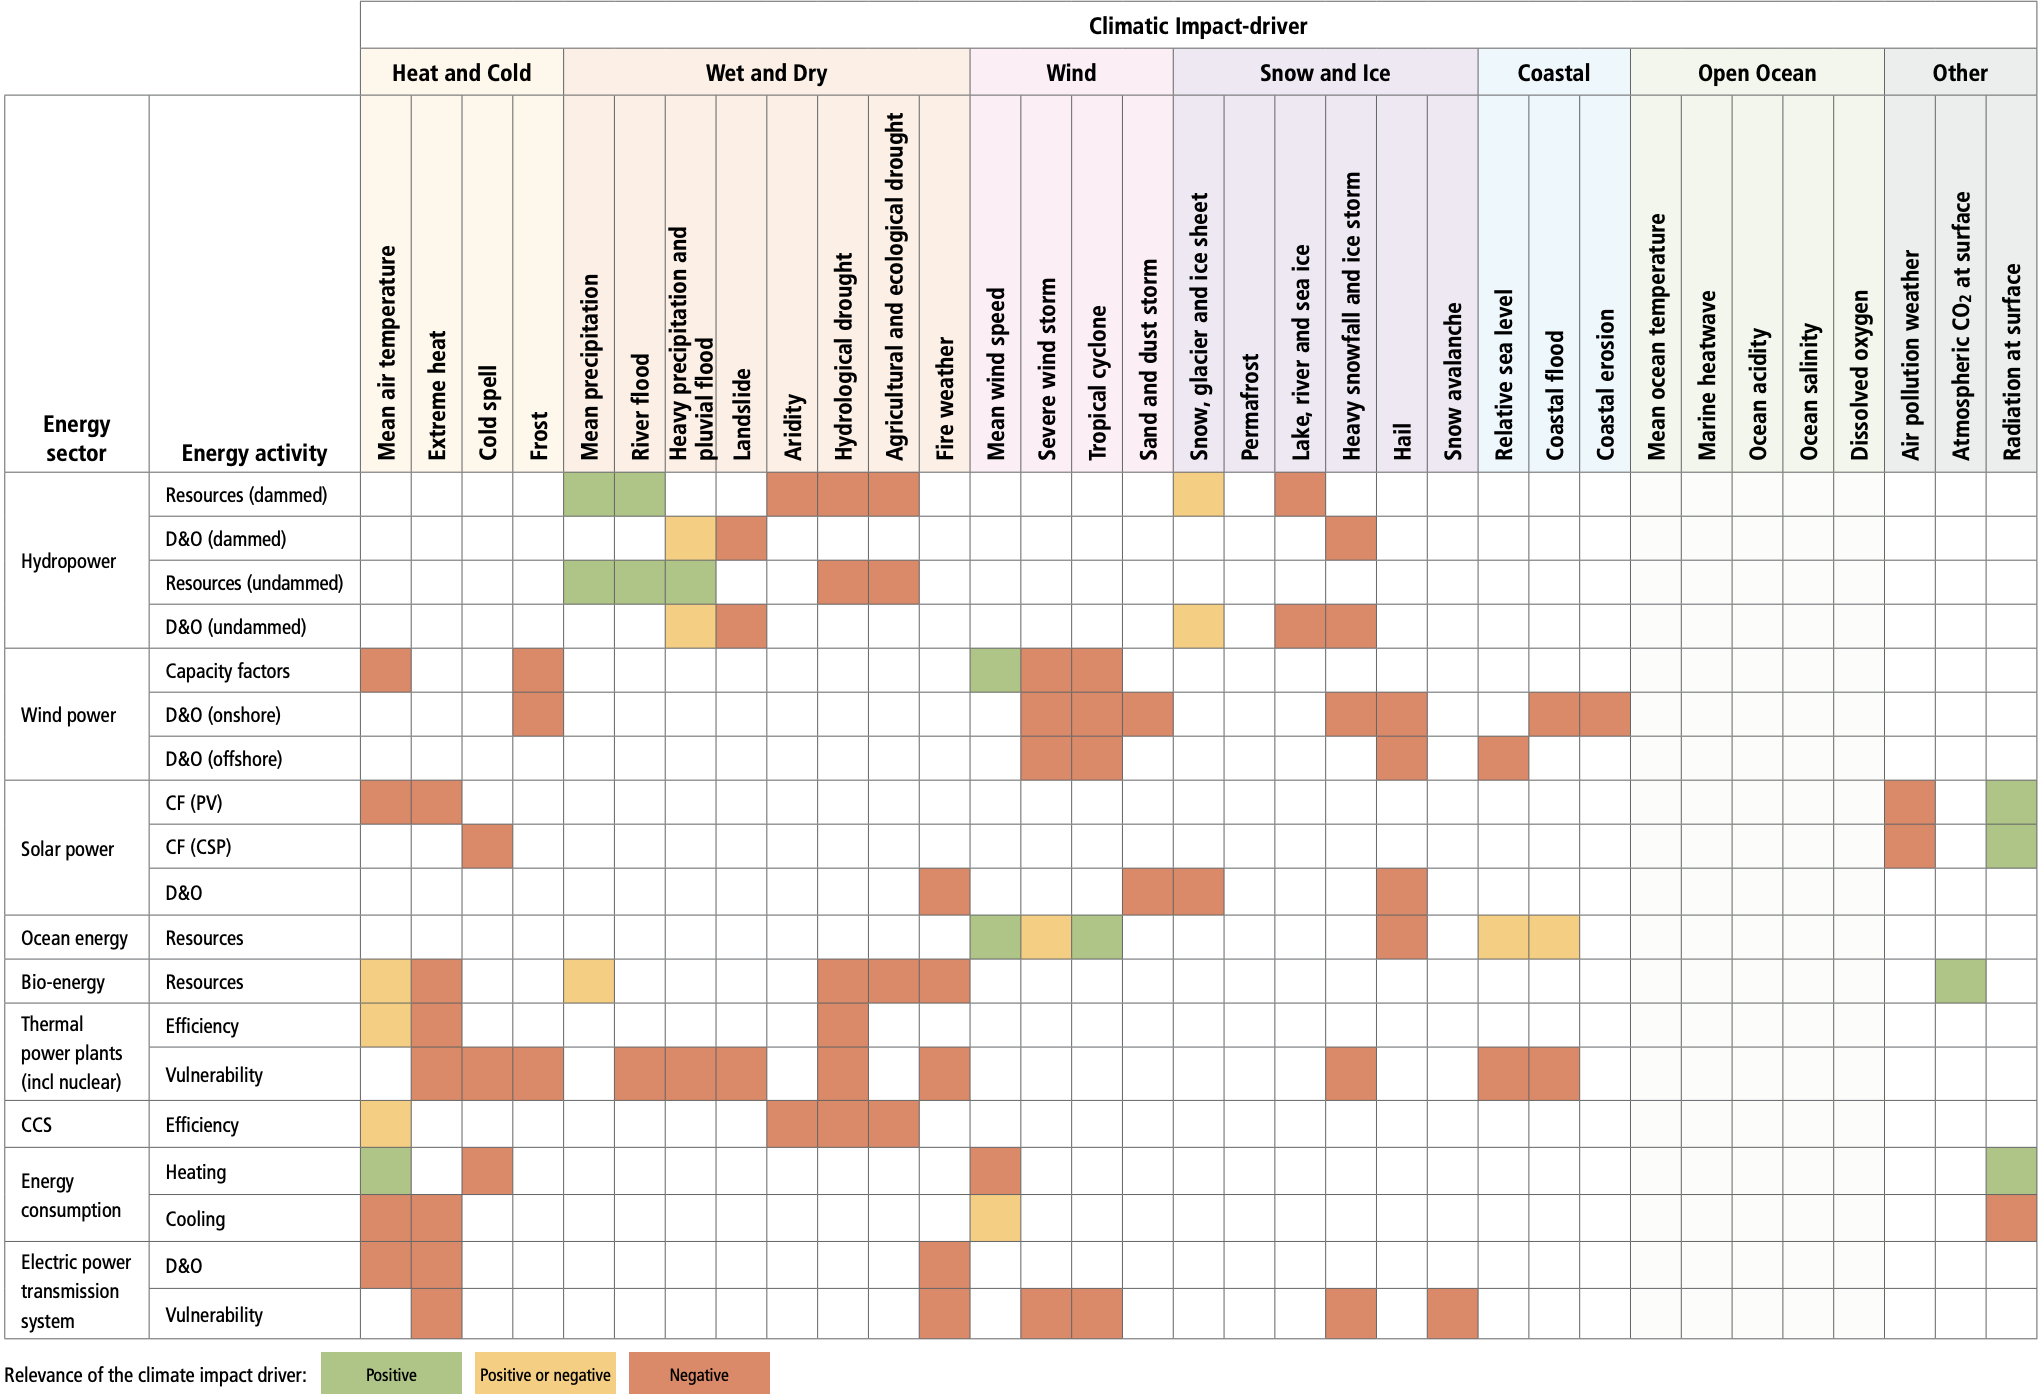 Climatic Impact-driver
Heat and Cold
Wet and Dry
Wind
Snow and Ice
Coastal
Open Ocean
Other
Energy
sector
Energy activity
Mean air temperature
Extreme heat
Cold spell
Frost
Mean precipitation
River flood
Heavy precipitation and
pluvial flood
Landslide
Aridity
Hydrological drought
Agricultural and ecological drought
Fire weather
Mean wind speed
Severe wind storm
Tropical cyclone
Sand and dust storm
Snow, glacier and ice sheet
Permafrost
Lake, river and sea ice
Heavy snowfall and ice storm
Hail
Snow avalanche
Relative sea level
Coastal flood
Coastal erosion
Mean ocean temperature
Marine heatwave
Ocean acidity
Ocean salinity
Dissolved oxygen
Air pollution weather
Atmospheric CO₂ at surface
Radiation at surface
Hydropower
Resources (dammed)
D&O (dammed)
Resources (undammed)
D&O (undammed)
Wind power
Capacity factors
D&O (onshore)
D&O (offshore)
Solar power
CF (PV)
CF (CSP)
D&O
Ocean energy
Resources
Bio-energy
Resources
Thermal
power plants
(incl nuclear)
Efficiency
Vulnerability
CCS
Efficiency
Energy
consumption
Heating
Cooling
Electric power
transmission
system
D&O
Vulnerability
Relevance of the climate impact driver:
Positive
Positive or negative
Negative